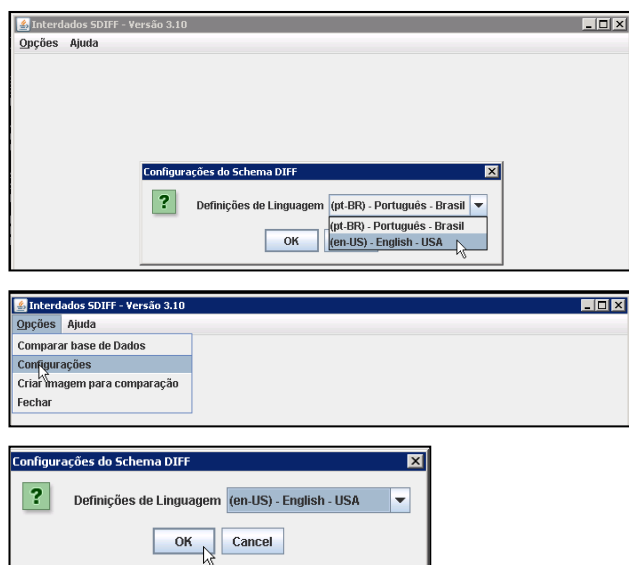 Interdados SDIFF - Versão 3.10
Opções Ajuda
Configurações do Schema DIFF
Definições de Linguagem (pt-BR) - Português - Brasil
(pt-BR) - Português - Brasil
(en-US) - English - USA
OK
Interdados SDIFF - Versão 3.10
Opções Ajuda
Comparar base de Dados
Configurações
Criar imagem para comparação
Fechar
Configurações do Schema DIFF
Definições de Linguagem (en-US) - English - USA
OK Cancel